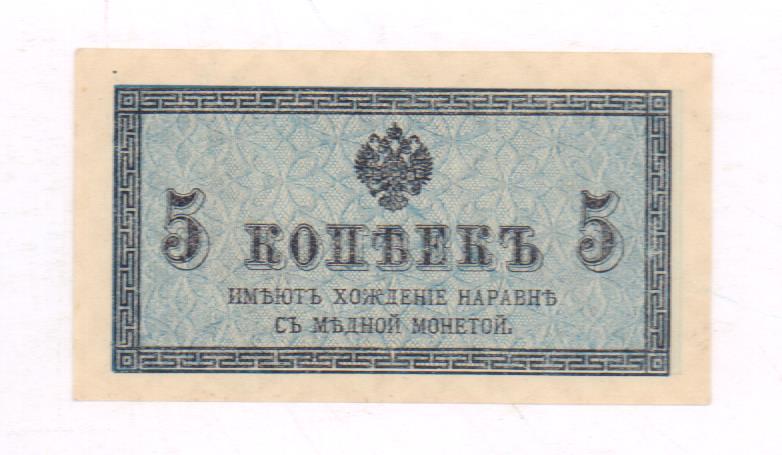 5 КОПѢЕКЪ 5
ИМѢЮТЪ ХОЖДЕНІЕ НАРАВНѢ
СЪ МѢДНОЙ МОНЕТОЙ.